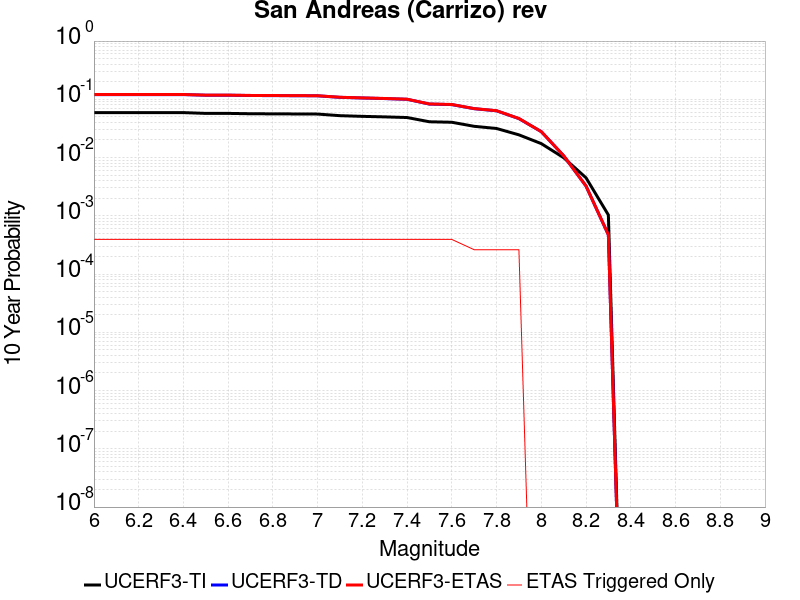 San Andreas (Carrizo) rev
10 Year Probability
10^0
10^-1
10^-2
10^-3
10^-4
10^-5
10^-6
10^-7
10^-8
6 6.2 6.4 6.6 6.8 7 7.2 7.4 7.6 7.8 8 8.2 8.4 8.6 8.8 9
Magnitude
UCERF3-TI UCERF3-TD UCERF3-ETAS ETAS Triggered Only